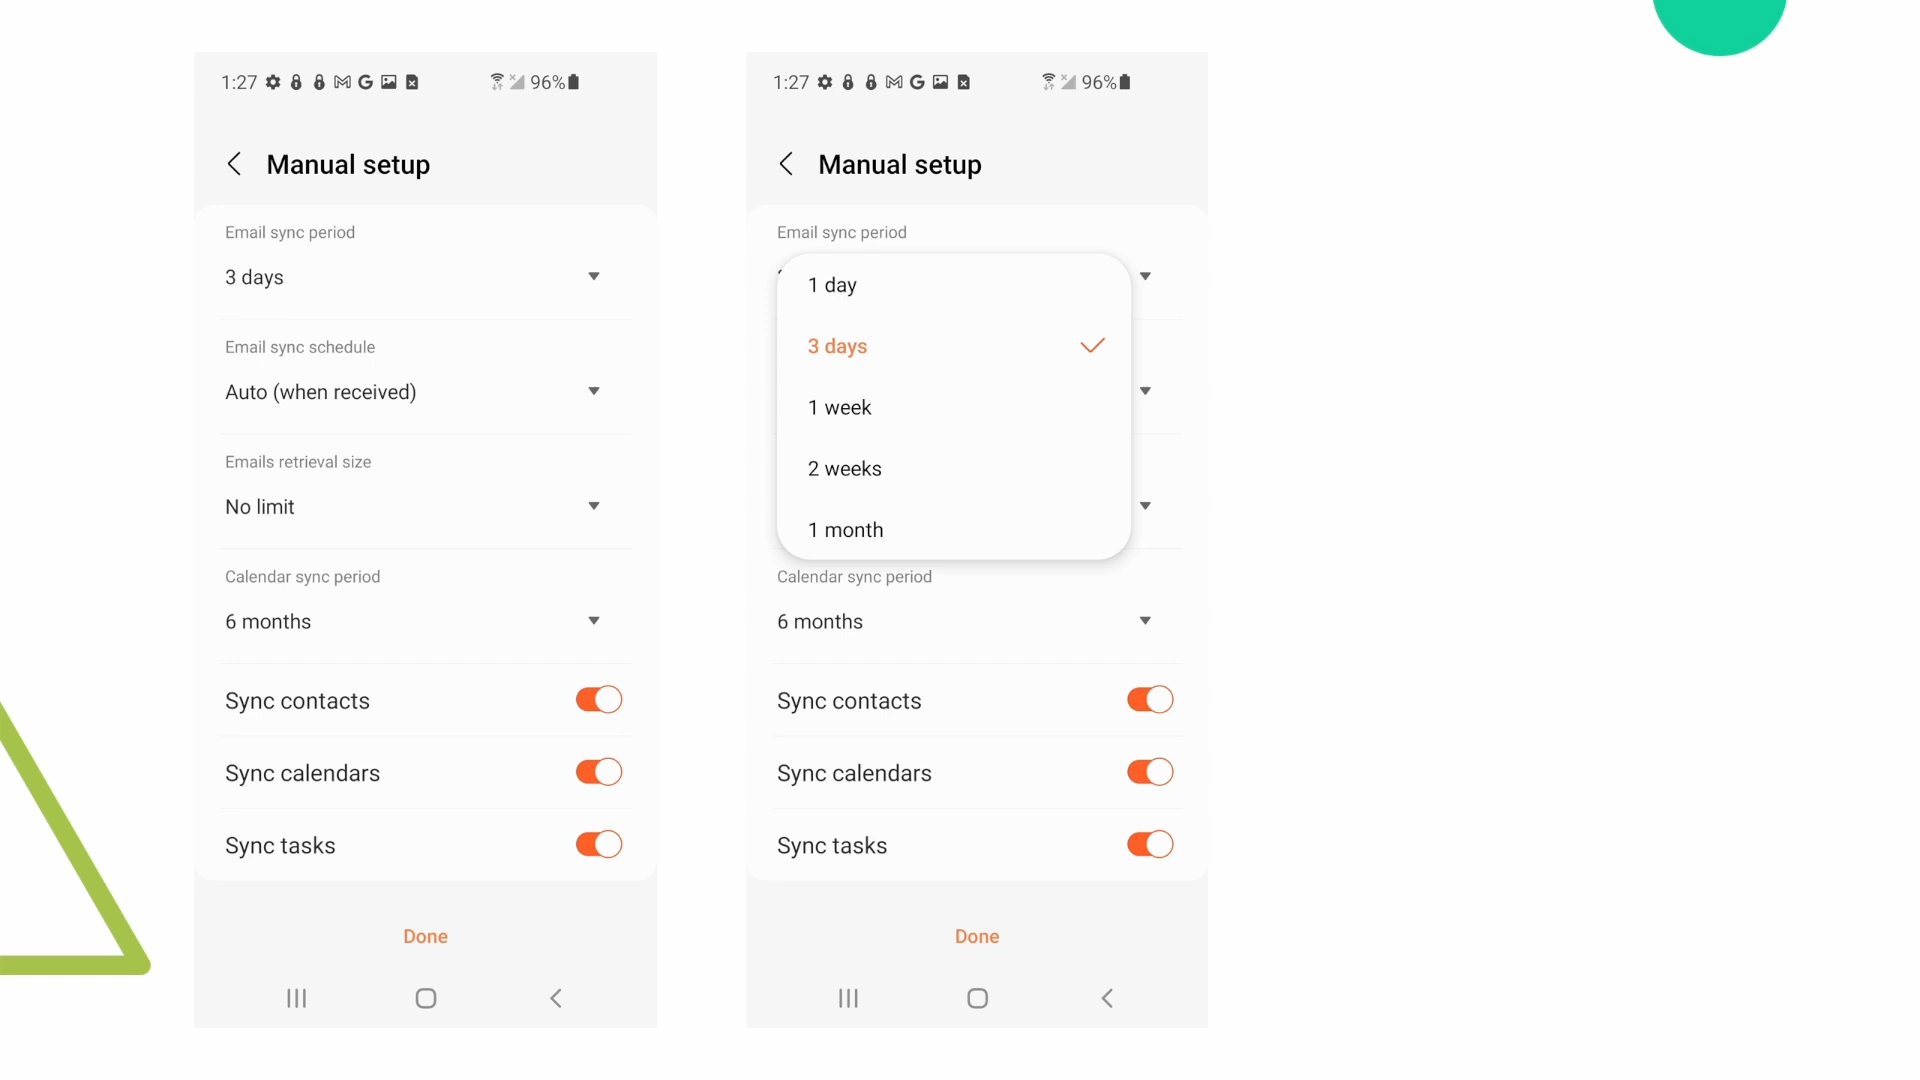 1:27 96%
Manual setup
Email sync period
3 days
Email sync schedule
Auto (when received)
Emails retrieval size
No limit
Calendar sync period
6 months
Sync contacts
Sync calendars
Sync tasks
Done
1:27 96%
Manual setup
Email sync period
1 day
3 days
1 week
2 weeks
1 month
Calendar sync period
6 months
Sync contacts
Sync calendars
Sync tasks
Done